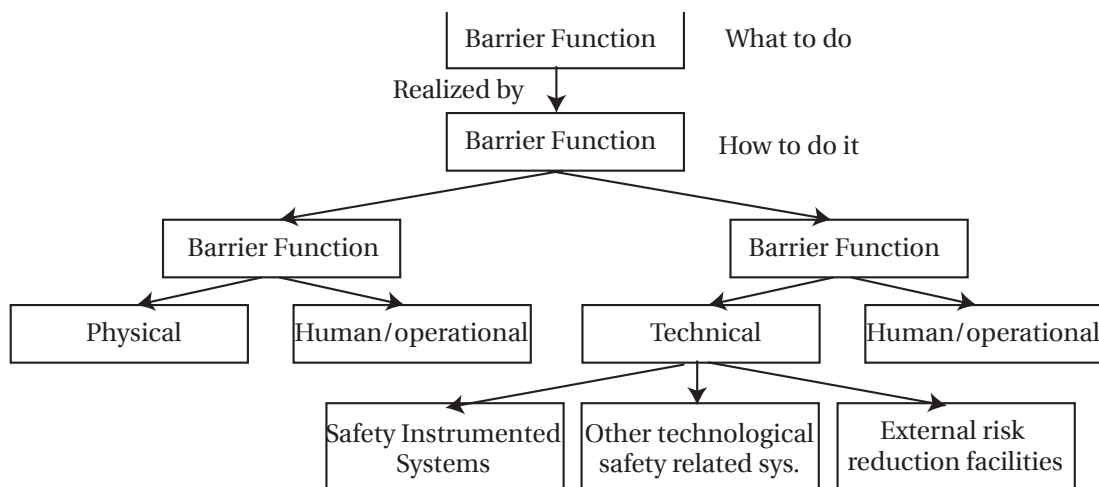 Barrier Function
What to do
Realized by
Barrier Function
How to do it
Barrier Function
Barrier Function
Physical
Human/operational
Technical
Human/operational
Safety Instrumented
Systems
Other technological
safety related sys.
External risk
reduction facilities